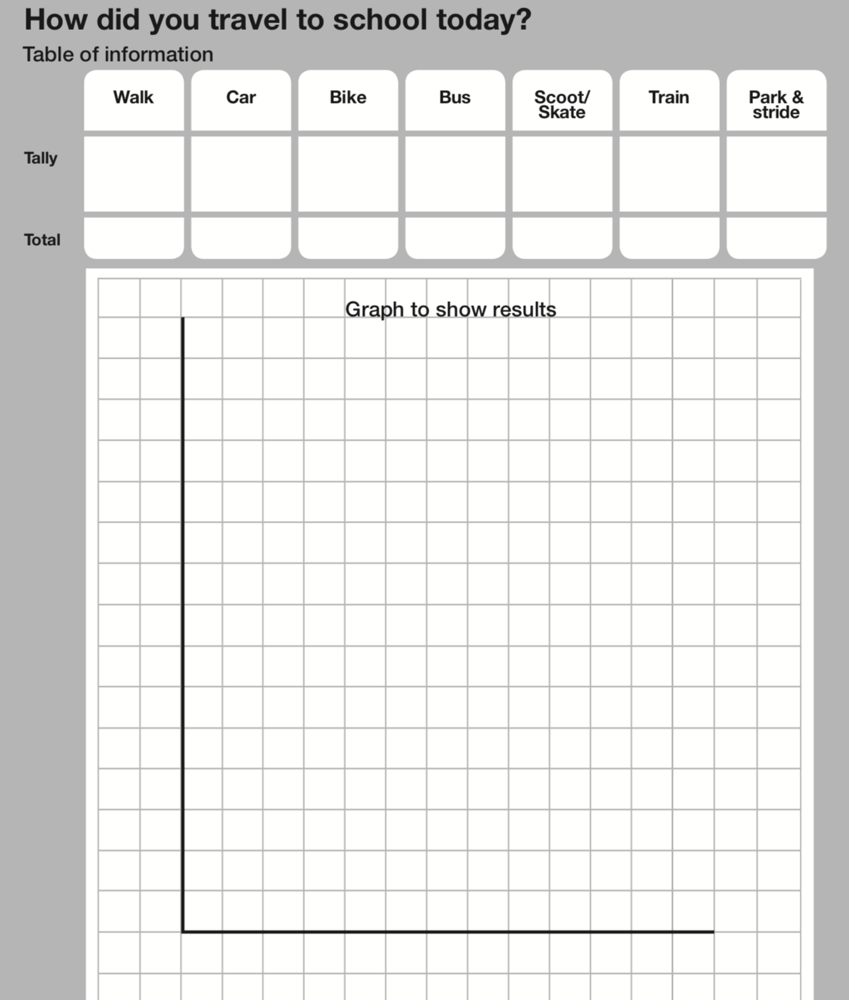 How did you travel to school today?
Table of information
Walk Car Bike Bus Scoot/ Train Park &
Skate stride
Tally
Total
Graph to show results